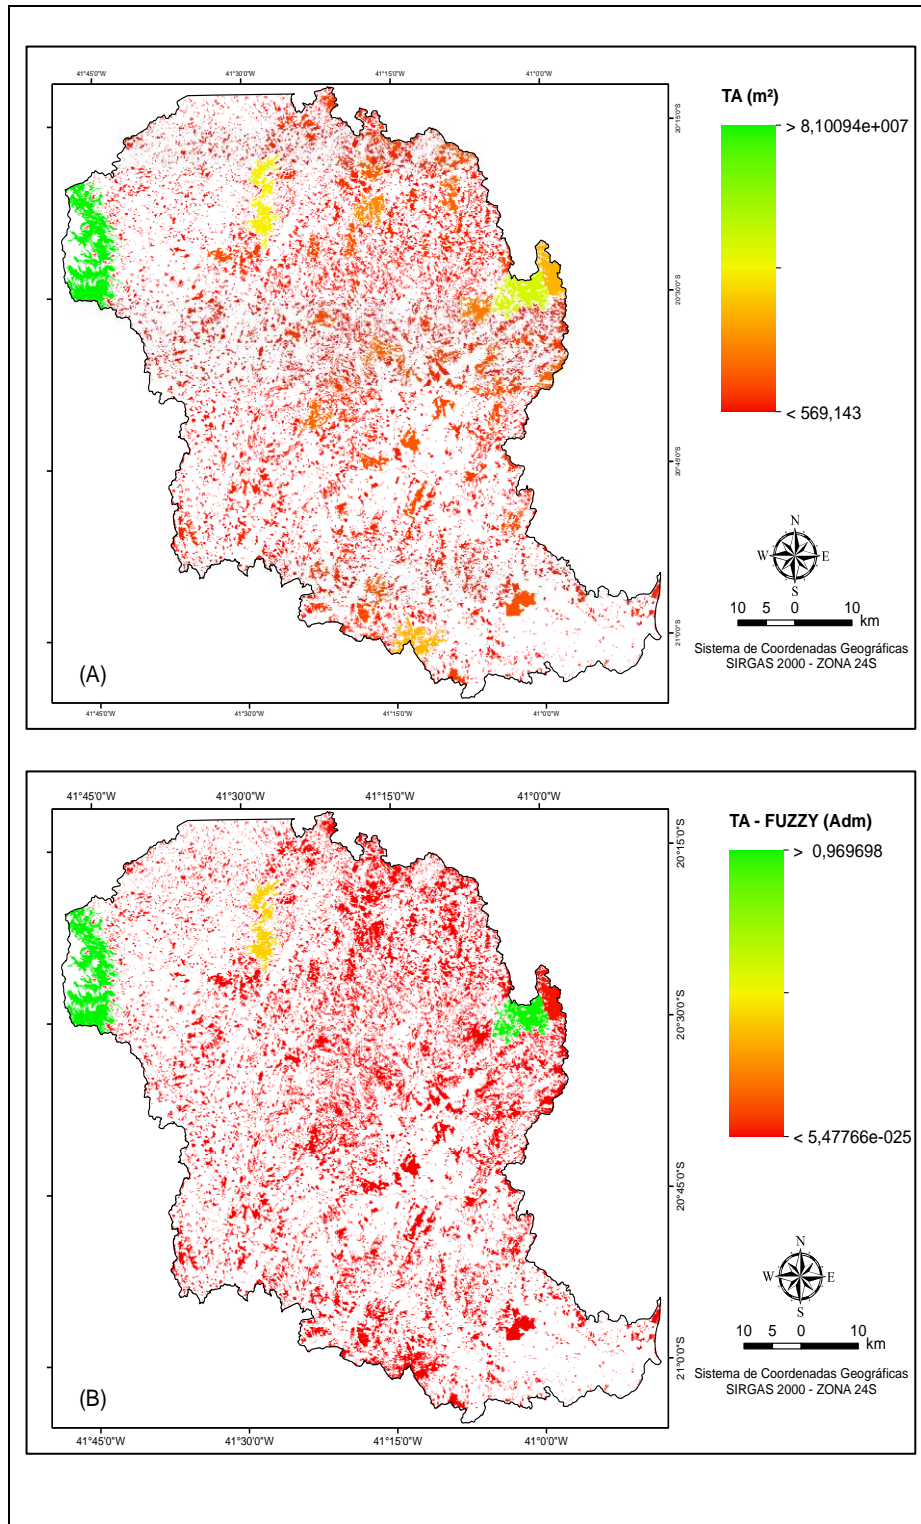 41°45'0"W 41°30'0"W 41°15'0"W 41°0'0"W
TA (m²)
> 8,10094e+007
< 569,143
20°15'0"S
20°30'0"S
20°45'0"S
21°0'0"S
N
W E
S
10 5 0 10
km
Sistema de Coordenadas Geográficas
SIRGAS 2000 - ZONA 24S
(A)
41°45'0"W 41°30'0"W 41°15'0"W 41°0'0"W
41°45'0"W 41°30'0"W 41°15'0"W 41°0'0"W
TA - FUZZY (Adm)
> 0,969698
< 5,47766e-025
20°15'0"S
20°30'0"S
20°45'0"S
21°0'0"S
N
W E
S
10 5 0 10
km
Sistema de Coordenadas Geográficas
SIRGAS 2000 - ZONA 24S
(B)
41°45'0"W 41°30'0"W 41°15'0"W 41°0'0"W